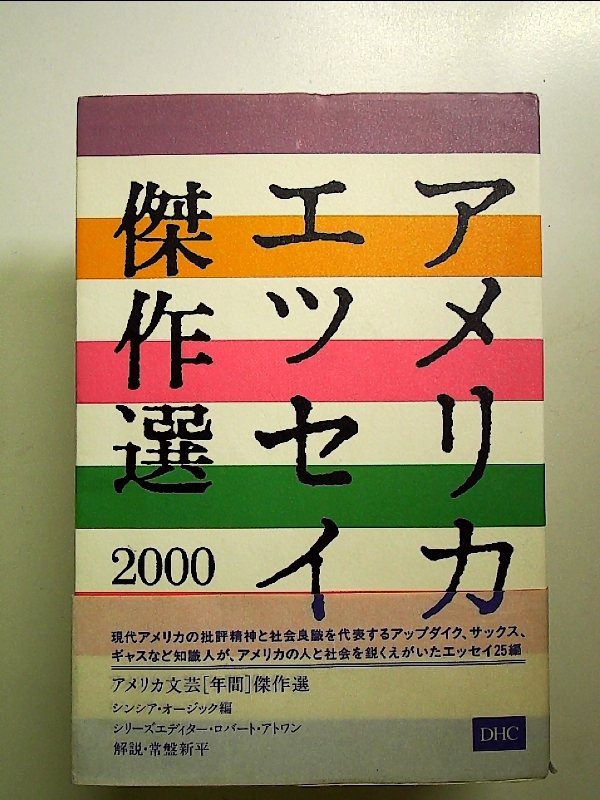 アメリカ
エッセイ
傑作選
2000
現代アメリカの批評精神と社会良識を代表するアップダイク、サックス、
ギャスなど知識人が、アメリカの人と社会を鋭くえがいたエッセイ25編
アメリカ文芸[年間]傑作選
シンシア・オージック編
シリーズエディター・ロバート・アトワン
解説・常盤新平
DHC